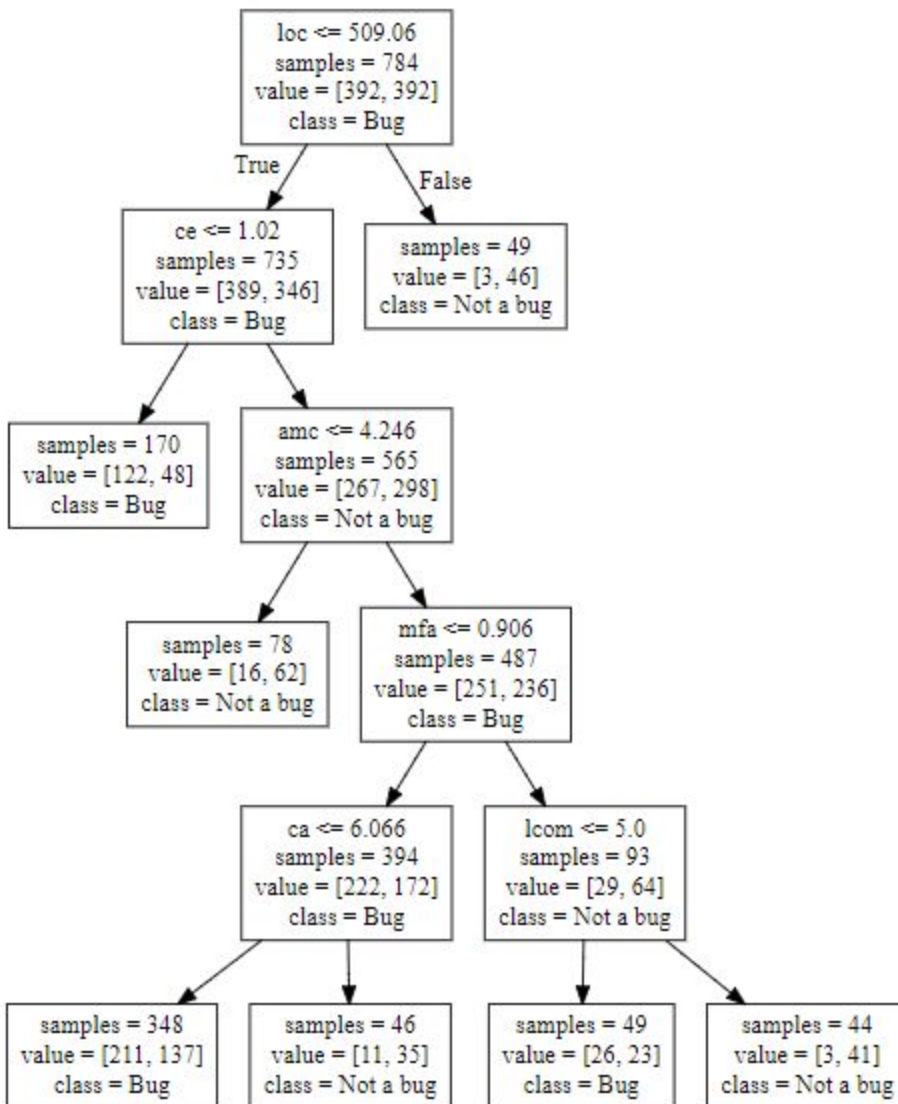 loc <= 509.06
samples = 784
value = [392, 392]
class = Bug
True
False
ce <= 1.02
samples = 735
value = [389, 346]
class = Bug
samples = 49
value = [3, 46]
class = Not a bug
samples = 170
value = [122, 48]
class = Bug
amc <= 4.246
samples = 565
value = [267, 298]
class = Not a bug
samples = 78
value = [16, 62]
class = Not a bug
mfa <= 0.906
samples = 487
value = [251, 236]
class = Bug
ca <= 6.066
samples = 394
value = [222, 172]
class = Bug
lcom <= 5.0
samples = 93
value = [29, 64]
class = Not a bug
samples = 348
value = [211, 137]
class = Bug
samples = 46
value = [11, 35]
class = Not a bug
samples = 49
value = [26, 23]
class = Bug
samples = 44
value = [3, 41]
class = Not a bug